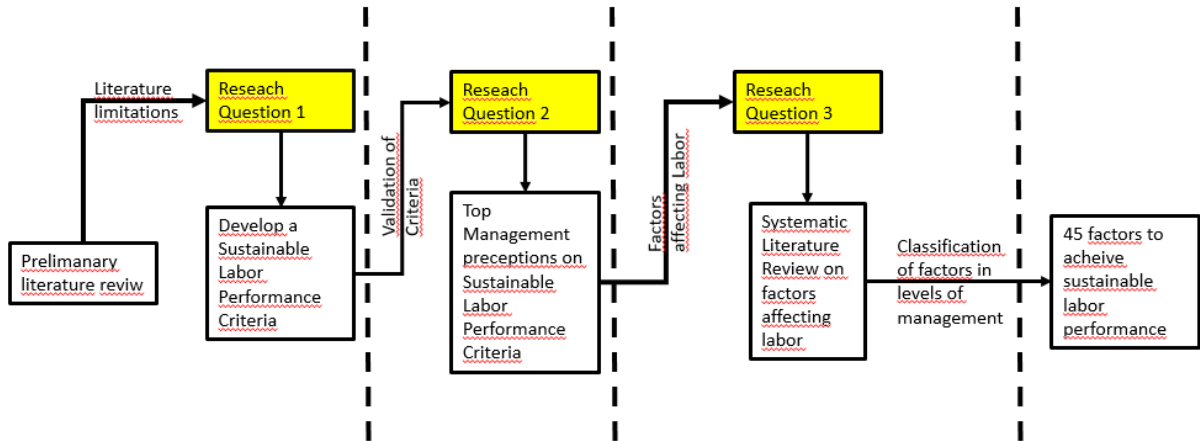 Prelimanary
literature reviw
Literature
limitations
Reseach
Question 1
Develop a
Sustainable
Labor
Performance
Criteria
Validation of
Criteria
Reseach
Question 2
Top
Management
preceptions on
Sustainable
Labor
Performance
Criteria
Factors
affecting Labor
Reseach
Question 3
Systematic
Literature
Review on
factors
affecting
labor
Classification
of factors in
levels of
management
45 factors to
acheive
sustainable
labor
performance